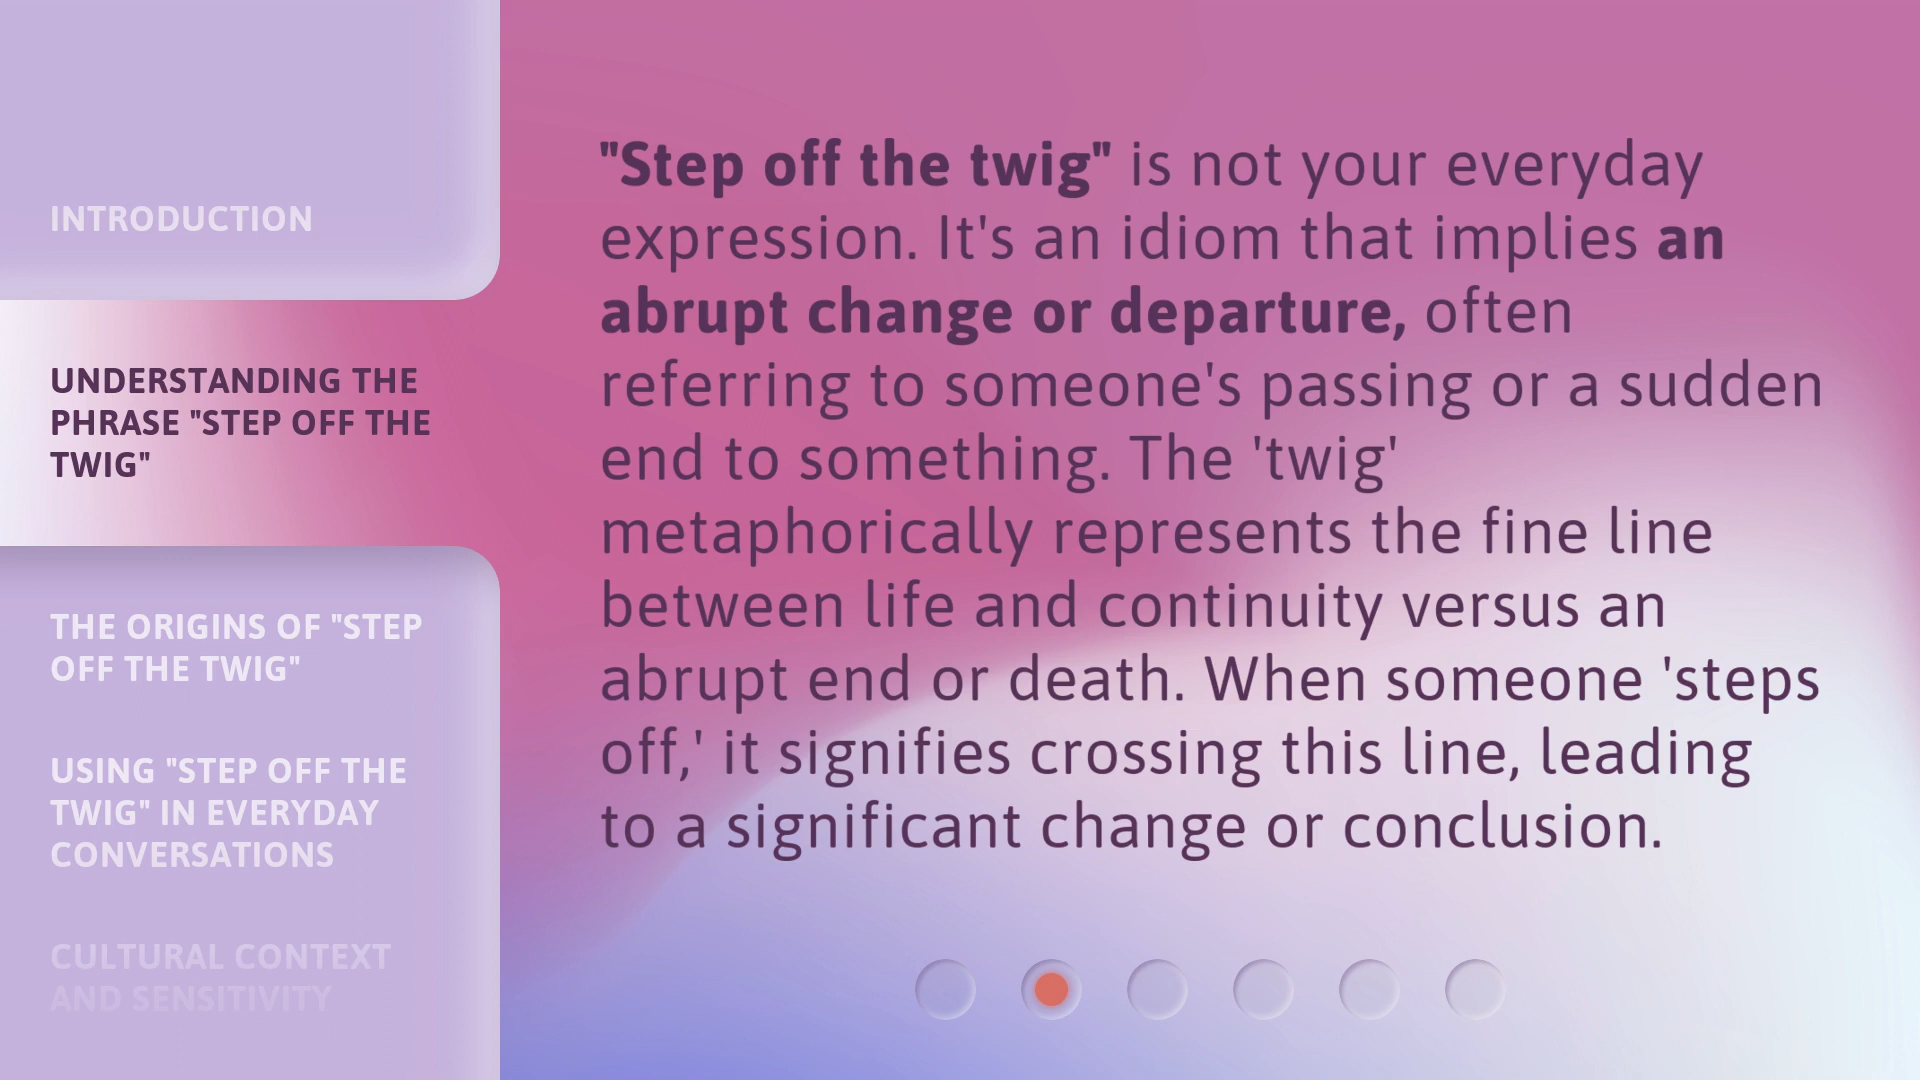 INTRODUCTION
UNDERSTANDING THE
PHRASE "STEP OFF THE
TWIG"
THE ORIGINS OF "STEP
OFF THE TWIG"
USING "STEP OFF THE
TWIG" IN EVERYDAY
CONVERSATIONS
CULTURAL CONTEXT
AND SENSITIVITY
"Step off the twig" is not your everyday
expression. It's an idiom that implies an
abrupt change or departure, often
referring to someone's passing or a sudden
end to something. The 'twig'
metaphorically represents the fine line
between life and continuity versus an
abrupt end or death. When someone 'steps
off,' it signifies crossing this line, leading
to a significant change or conclusion.